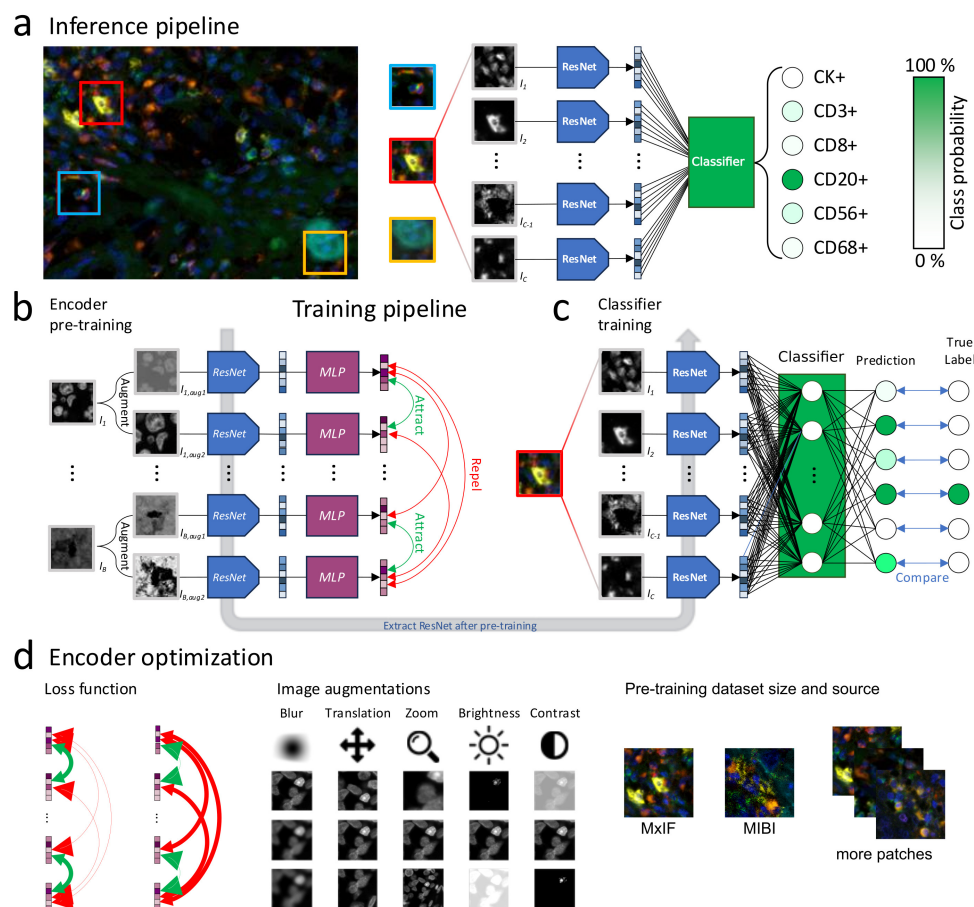 a Inference pipeline
I1
ResNet
I2
ResNet
...
IC-1
ResNet
IC
ResNet
Classifier
CK+
CD3+
CD8+
CD20+
CD56+
CD68+
100 %
Class probability
0 %
b Encoder
pre-training
Training pipeline
I1
Augment
I1,aug1
ResNet
MLP
I1,aug2
ResNet
MLP
Attract
Repel
...
IB
Augment
IB,aug1
ResNet
MLP
IB,aug2
ResNet
MLP
Attract
Extract ResNet after pre-training
c Classifier
training
I1
ResNet
I2
ResNet
...
IC-1
ResNet
IC
ResNet
Classifier
Prediction
True
Label
Compare
d Encoder optimization
Loss function
...
...
Image augmentations
Blur Translation Zoom Brightness Contrast
Pre-training dataset size and source
MxIF
MIBI
more patches